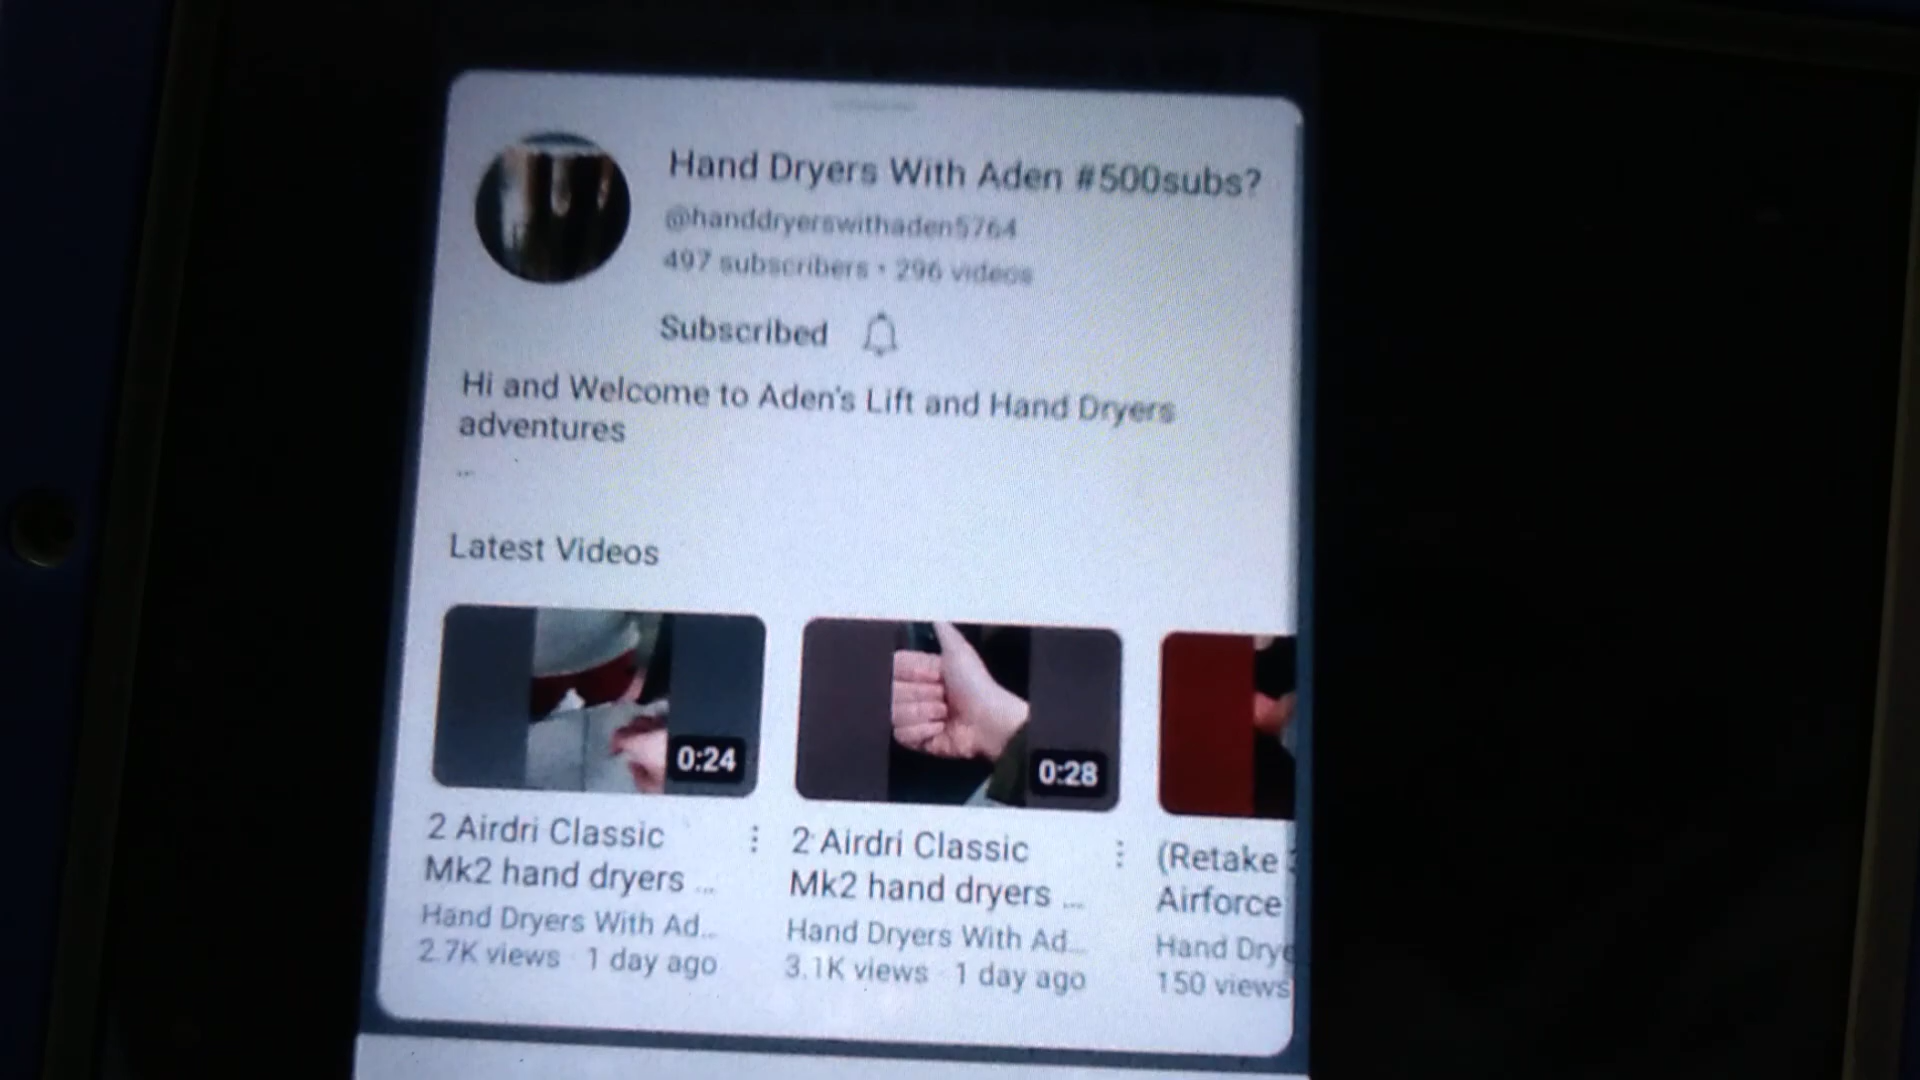 Hand Dryers With Aden #500subs?
@handdryerswithaden5764
497 subscribers • 296 videos
Subscribed
Hi and Welcome to Aden's Lift and Hand Dryers
adventures
...
Latest Videos
0:24
0:28
2 Airdri Classic
Mk2 hand dryers ...
Hand Dryers With Ad...
2.7K views · 1 day ago
2 Airdri Classic
Mk2 hand dryers ...
Hand Dryers With Ad...
3.1K views · 1 day ago
(Retake
Airforce
Hand Drye
150 views